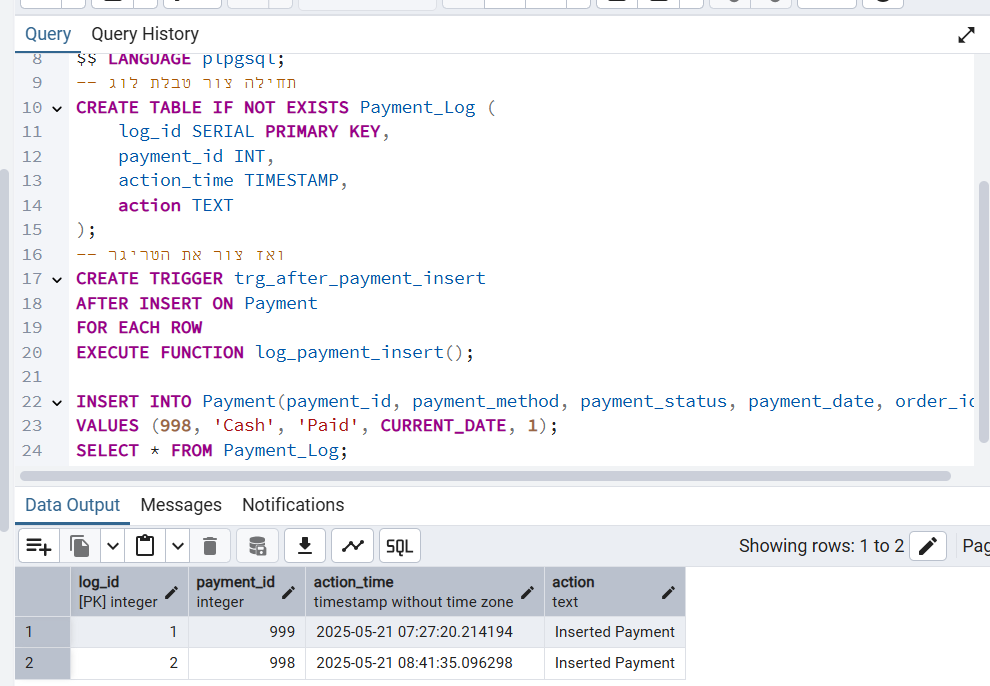 Query Query History
8 $$ LANGUAGE plpgsql;
9 -- תחילה צור טבלת לוג
10 CREATE TABLE IF NOT EXISTS Payment_Log (
11 log_id SERIAL PRIMARY KEY,
12 payment_id INT,
13 action_time TIMESTAMP,
14 action TEXT
15 );
16 -- ואז צור את הטריגר
17 CREATE TRIGGER trg_after_payment_insert
18 AFTER INSERT ON Payment
19 FOR EACH ROW
20 EXECUTE FUNCTION log_payment_insert();
21
22 INSERT INTO Payment(payment_id, payment_method, payment_status, payment_date, order_id
23 VALUES (998, 'Cash', 'Paid', CURRENT_DATE, 1);
24 SELECT * FROM Payment_Log;
Data Output Messages Notifications
SQL Showing rows: 1 to 2 Pag
log_id payment_id action_time action
[PK] integer integer timestamp without time zone text
1 1 999 2025-05-21 07:27:20.214194 Inserted Payment
2 2 998 2025-05-21 08:41:35.096298 Inserted Payment